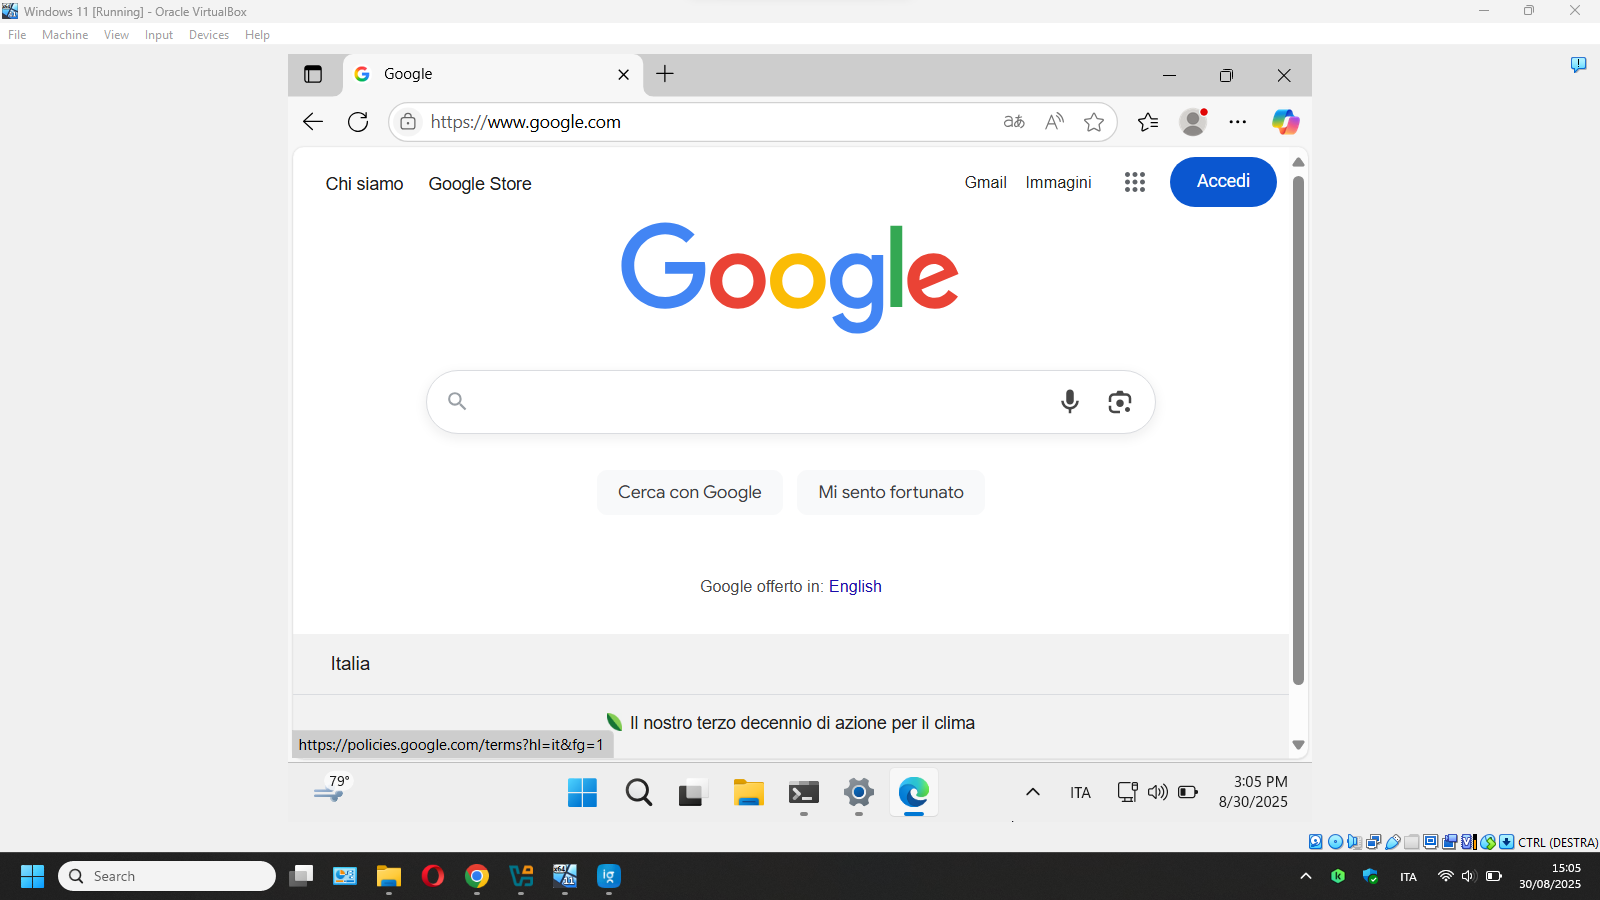 Windows 11 [Running] - Oracle VirtualBox
File Machine View Input Devices Help
Google
https://www.google.com
Chi siamo Google Store Gmail Immagini Accedi
Google
Cerca con Google Mi sento fortunato
Google offerto in: English
Italia
Il nostro terzo decennio di azione per il clima
https://policies.google.com/terms?hl=it&fg=1
79°
ITA
3:05 PM
8/30/2025
CTRL (DESTRA)
Search
ITA
15:05
30/08/2025